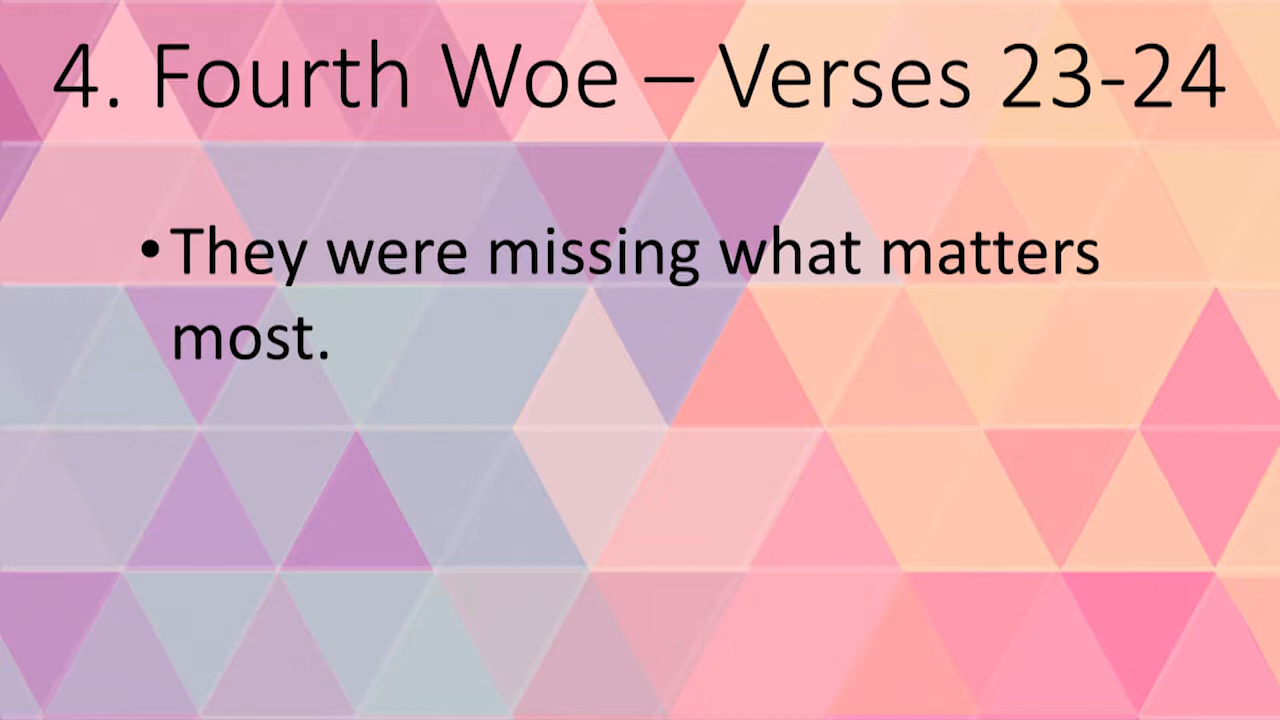 4. Fourth Woe – Verses 23-24
•They were missing what matters
most.